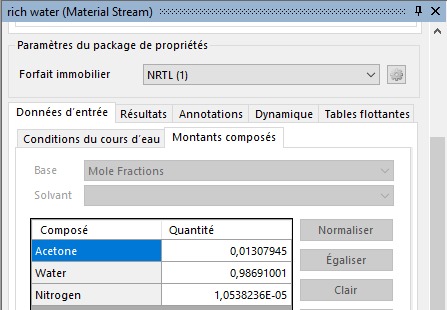 rich water (Material Stream)
Paramètres du package de propriétés
Forfait immobilier NRTL (1)
Données d'entrée Résultats Annotations Dynamique Tables flottantes
Conditions du cours d'eau Montants composés
Base Mole Fractions
Solvant
Composé Quantité Normaliser
Acetone 0,01307945
Water 0,98691001 Égaliser
Nitrogen 1,0538236E-05 Clair